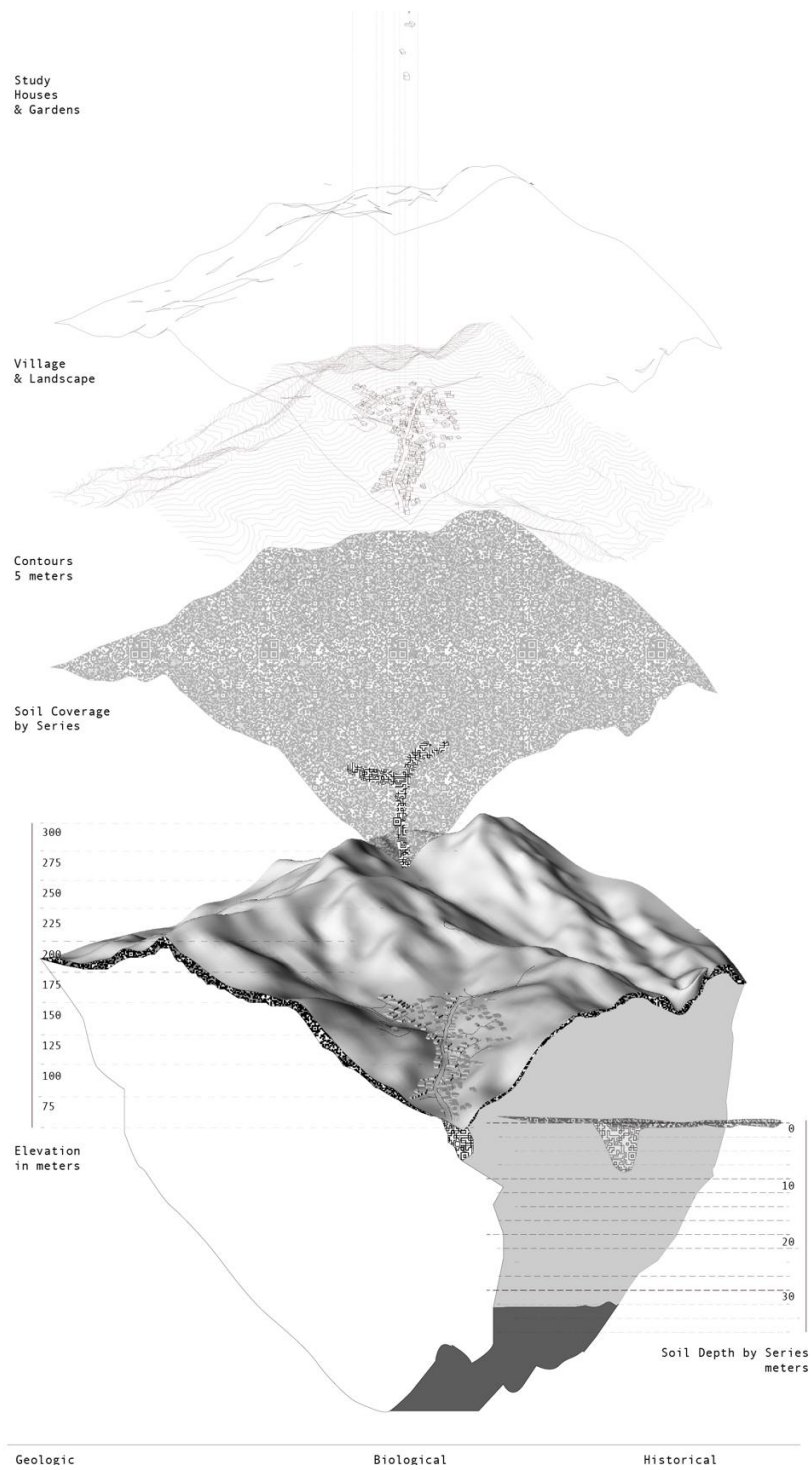 Study
Houses
& Gardens
Village
& Landscape
Contours
5 meters
Soil Coverage
by Series
300
275
250
225
200
175
150
125
100
75
Elevation
in meters
0
10
20
30
Soil Depth by Series
meters
Geologic Biological Historical